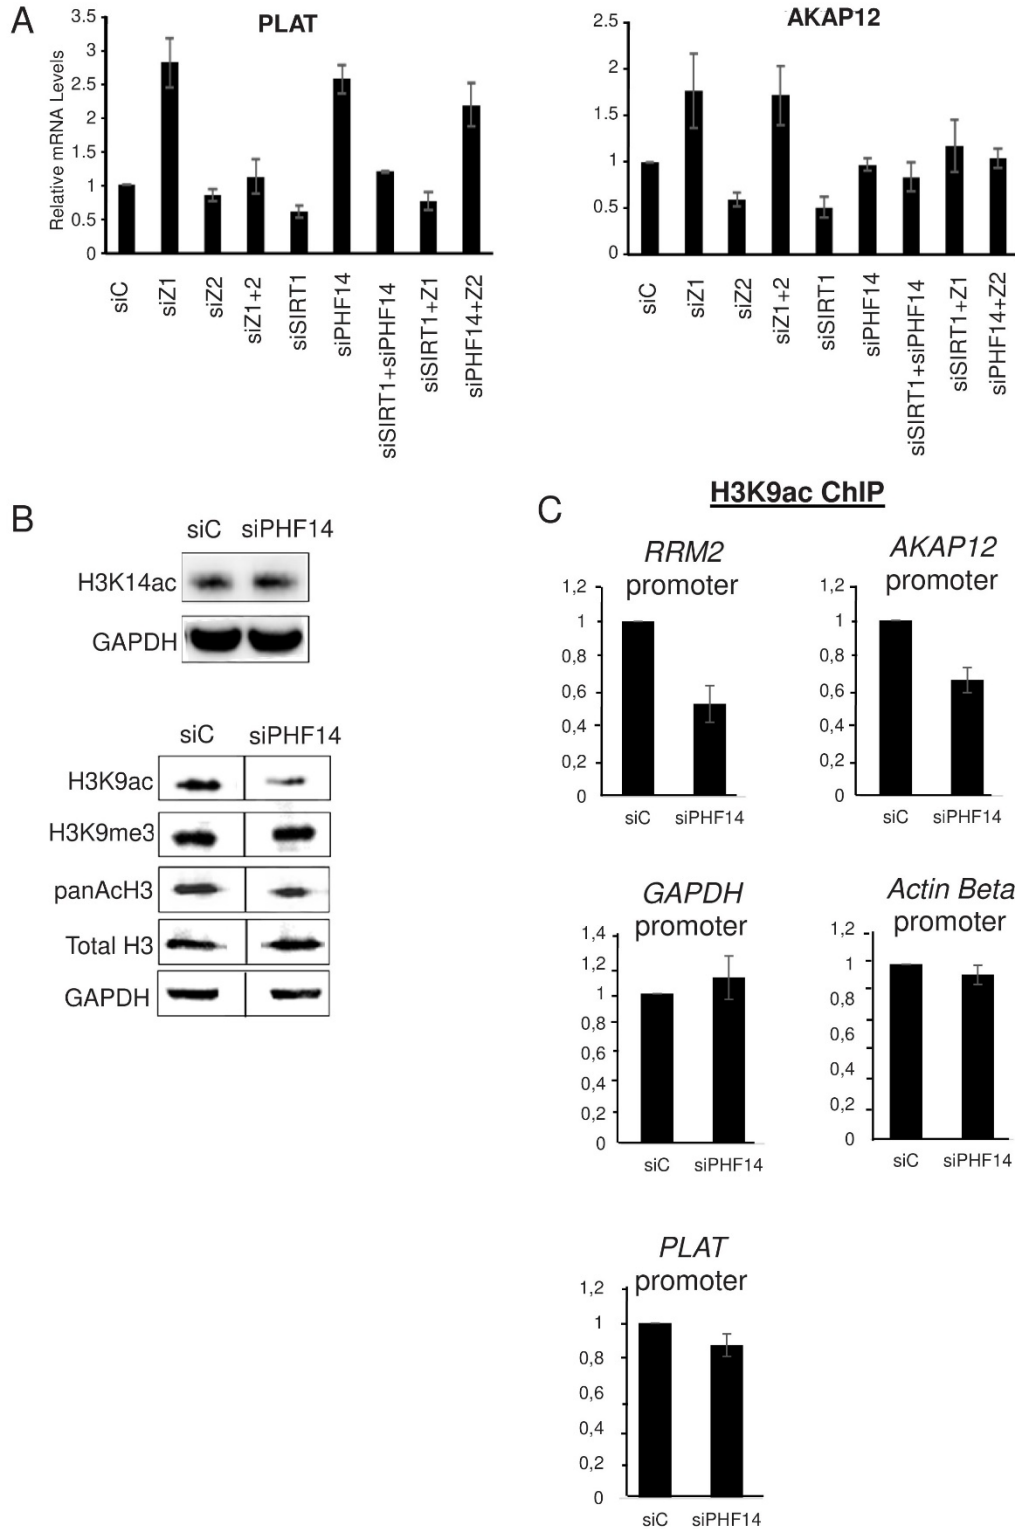 A
PLAT
Relative mRNA Levels
3.5
3
2.5
2
1.5
1
0.5
0
siC
siZ1
siZ2
siZ1+2
siSIRT1
siPHF14
siSIRT1+siPHF14
siSIRT1+Z1
siPHF14+Z2
AKAP12
2.5
2
1.5
1
0.5
0
siC
siZ1
siZ2
siZ1+2
siSIRT1
siPHF14
siSIRT1+siPHF14
siSIRT1+Z1
siPHF14+Z2
B
siC siPHF14
H3K14ac
GAPDH
siC siPHF14
H3K9ac
H3K9me3
panAcH3
Total H3
GAPDH
C
H3K9ac ChIP
RRM2
promoter
1,2
1
0,8
0,6
0,4
0,2
0
siC siPHF14
AKAP12
promoter
1,2
1
0,8
0,6
0,4
0,2
0
siC siPHF14
GAPDH
promoter
1,4
1,2
1
0,8
0,6
0,4
0,2
0
siC siPHF14
Actin Beta
promoter
1,2
1
0,8
0,6
0,4
0,2
0
siC siPHF14
PLAT
promoter
1,2
1
0,8
0,6
0,4
0,2
0
siC siPHF14